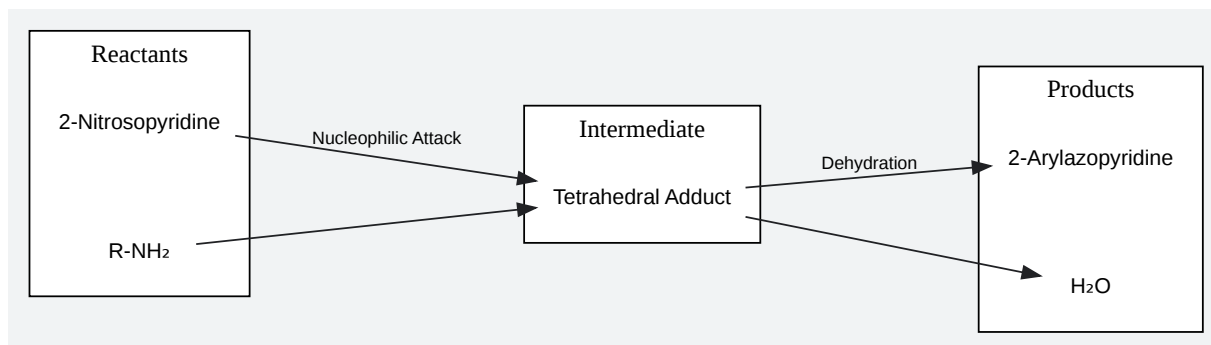 Reactants
2-Nitrosopyridine
R-NH₂
Nucleophilic Attack
Intermediate
Tetrahedral Adduct
Dehydration
Products
2-Arylazopyridine
H₂O